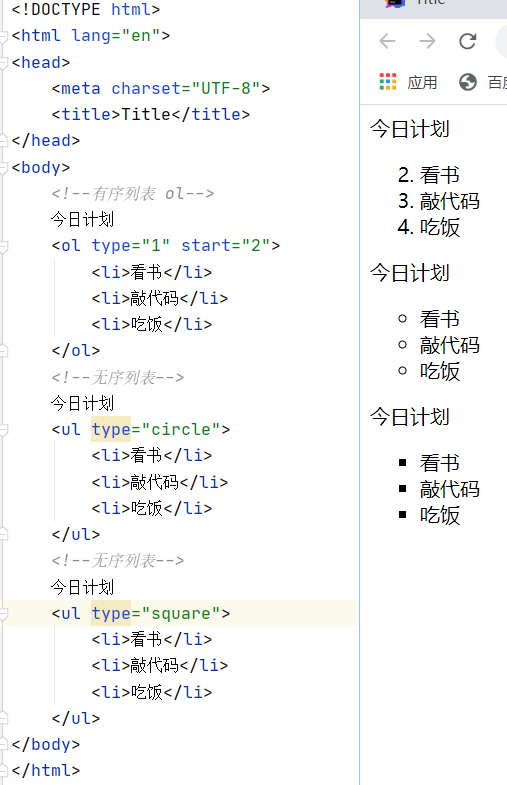 <!DOCTYPE html>
<html lang="en">
<head>
    <meta charset="UTF-8">
    <title>Title</title>
</head>
<body>
    <!--有序列表 ol-->
    今日计划
    <ol type="1" start="2">
        <li>看书</li>
        <li>敲代码</li>
        <li>吃饭</li>
    </ol>
    <!--无序列表-->
    今日计划
    <ul type="circle">
        <li>看书</li>
        <li>敲代码</li>
        <li>吃饭</li>
    </ul>
    <!--无序列表-->
    今日计划
    <ul type="square">
        <li>看书</li>
        <li>敲代码</li>
        <li>吃饭</li>
    </ul>
</body>
</html>
Title
应用 百
今日计划
2. 看书
3. 敲代码
4. 吃饭
今日计划
看书
敲代码
吃饭
今日计划
看书
敲代码
吃饭